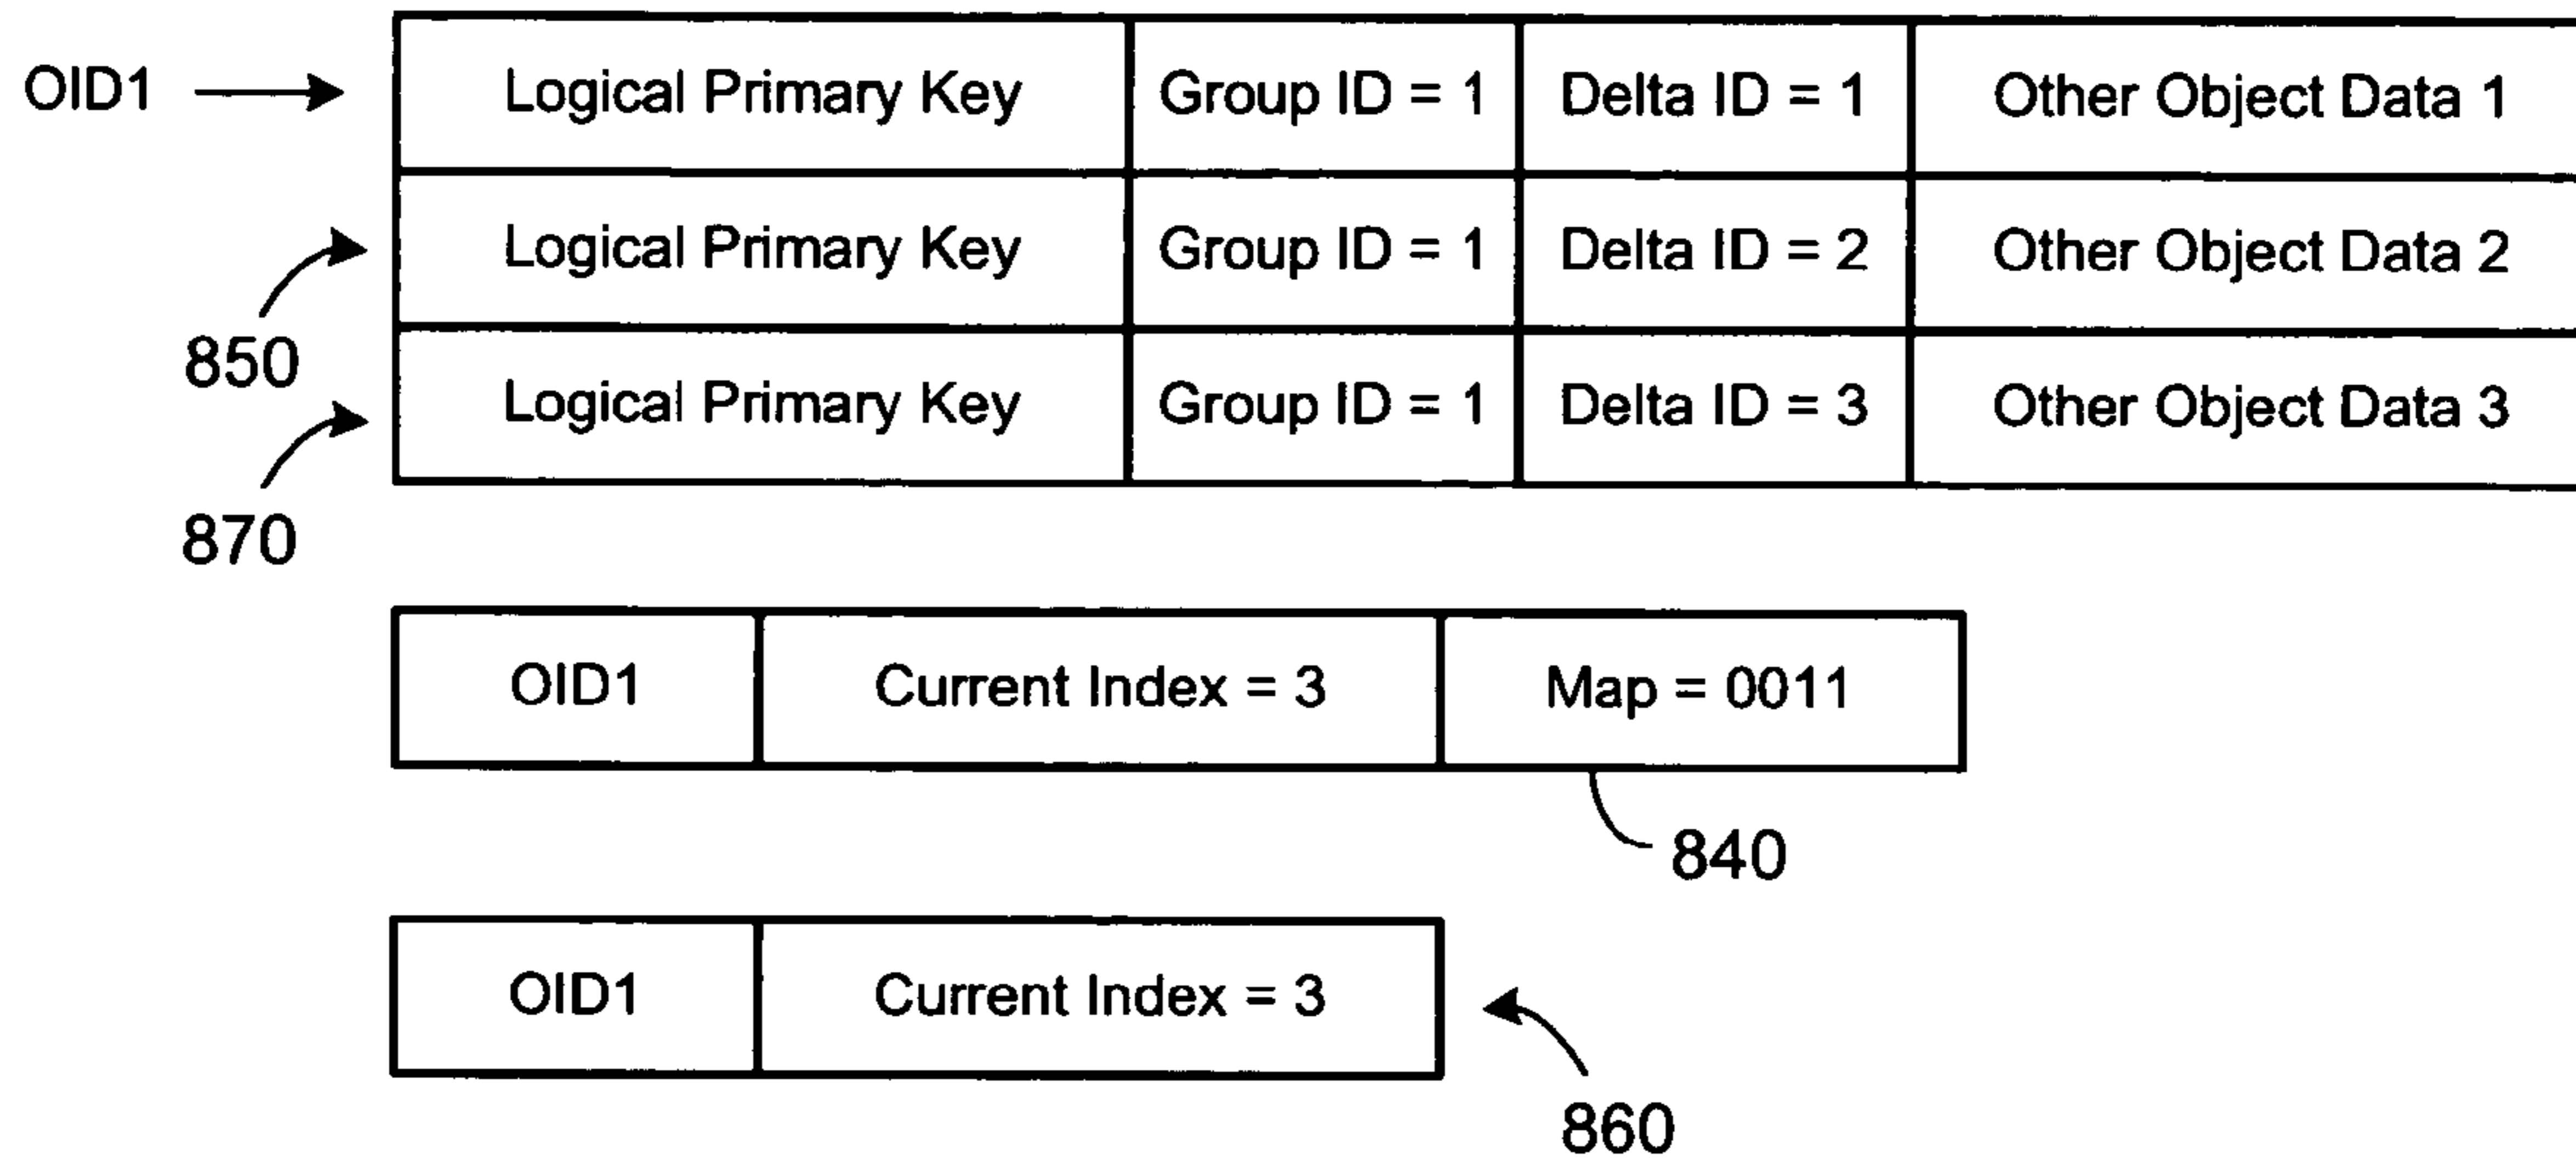 OID1 Logical Primary Key Group ID = 1 Delta ID = 1 Other Object Data 1
Logical Primary Key Group ID = 1 Delta ID = 2 Other Object Data 2
850
Logical Primary Key Group ID = 1 Delta ID = 3 Other Object Data 3
870
OID1 Current Index = 3 Map = 0011
840
OID1 Current Index = 3
860